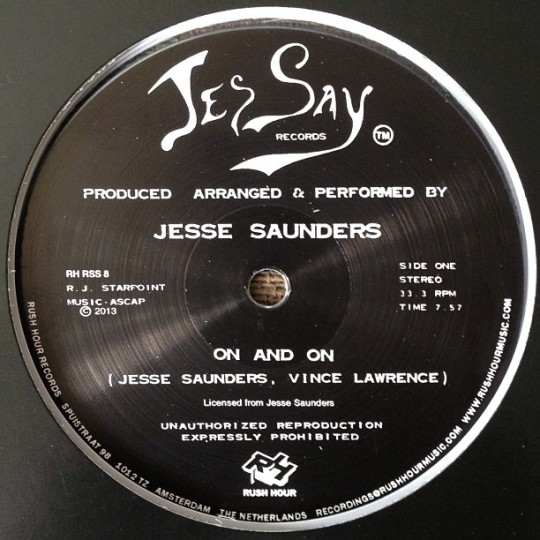 JES SAY
RECORDS
TM
PRODUCED ARRANGED & PERFORMED BY
JESSE SAUNDERS
RH RSS 8
R.J. STARPOINT
MUSIC-ASCAP
© 2013
SIDE ONE
STEREO
33.3 RPM
TIME 7.57
ON AND ON
(JESSE SAUNDERS, VINCE LAWRENCE)
Licensed from Jesse Saunders
UNAUTHORIZED REPRODUCTION
EXPRESSLY PROHIBITED
RH
RUSH HOUR
RUSH HOUR RECORDS SPUISTRAAT 98 1012 TZ AMSTERDAM THE NETHERLANDS RECORDINGS@RUSHHOURMUSIC.COM WWW.RUSHHOURMUSIC.COM